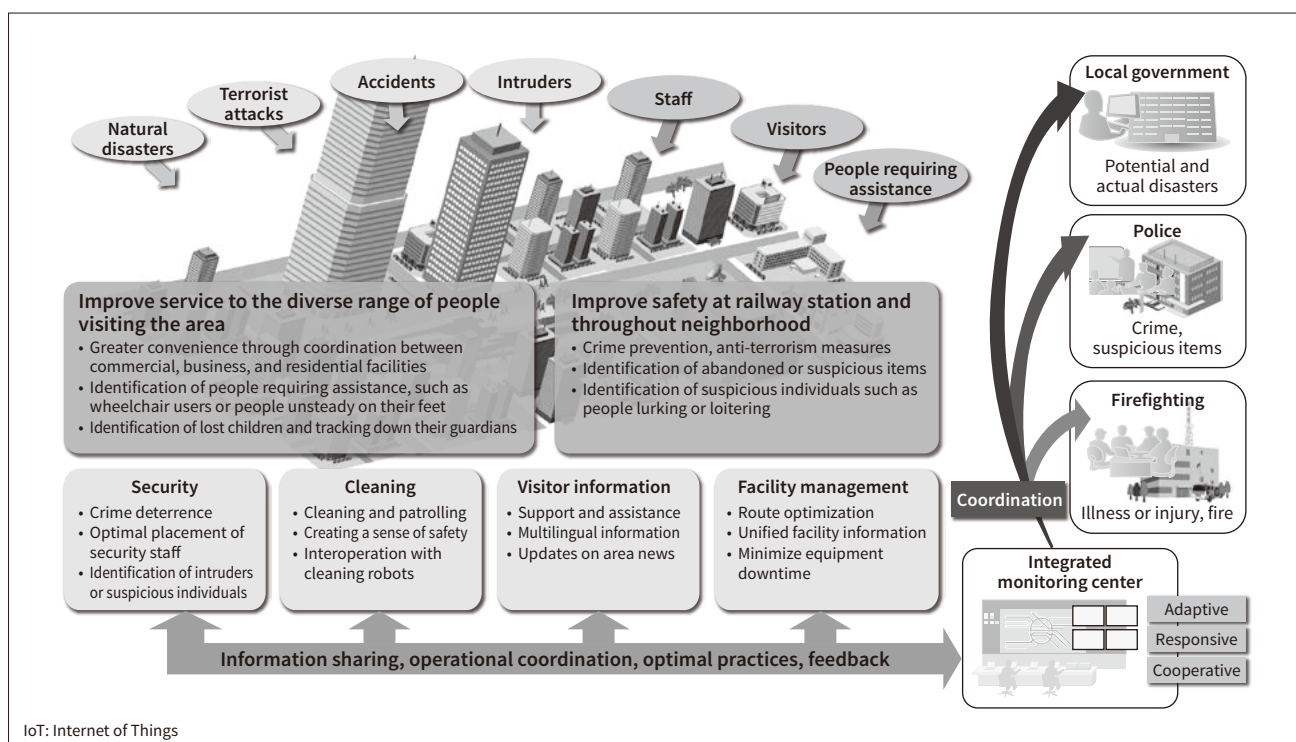 Natural
disasters
Terrorist
attacks
Accidents
Intruders
Staff
Visitors
People requiring
assistance
Improve service to the diverse range of people
visiting the area
• Greater convenience through coordination between
commercial, business, and residential facilities
• Identification of people requiring assistance, such as
wheelchair users or people unsteady on their feet
• Identification of lost children and tracking down their guardians
Improve safety at railway station and
throughout neighborhood
• Crime prevention, anti-terrorism measures
• Identification of abandoned or suspicious items
• Identification of suspicious individuals such as
people lurking or loitering
Security
• Crime deterrence
• Optimal placement of
security staff
• Identification of intruders
or suspicious individuals
Cleaning
• Cleaning and patrolling
• Creating a sense of safety
• Interoperation with
cleaning robots
Visitor information
• Support and assistance
• Multilingual information
• Updates on area news
Facility management
• Route optimization
• Unified facility information
• Minimize equipment
downtime
Information sharing, operational coordination, optimal practices, feedback
Local government
Potential and
actual disasters
Police
Crime,
suspicious items
Firefighting
Illness or injury, fire
Coordination
Integrated
monitoring center
Adaptive
Responsive
Cooperative
IoT: Internet of Things